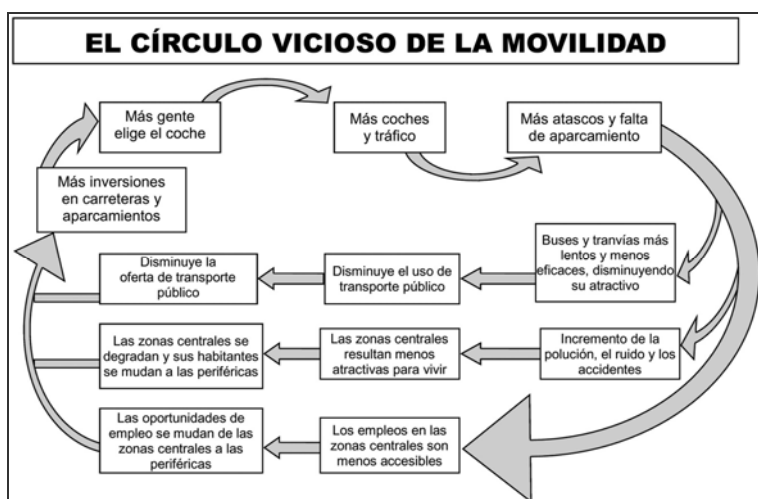 EL CÍRCULO VICIOSO DE LA MOVILIDAD
Más gente
elige el coche
Más coches
y tráfico
Más atascos y falta
de aparcamiento
Más inversiones
en carreteras y
aparcamientos
Buses y tranvías más
lentos y menos
eficaces, disminuyendo
su atractivo
Disminuye el uso de
transporte público
Disminuye la
oferta de transporte
público
Incremento de la
polución, el ruido y los
accidentes
Las zonas centrales
resultan menos
atractivas para vivir
Las zonas centrales se
degradan y sus habitantes
se mudan a las periféricas
Los empleos en las
zonas centrales son
menos accesibles
Las oportunidades de
empleo se mudan de las
zonas centrales a las
periféricas